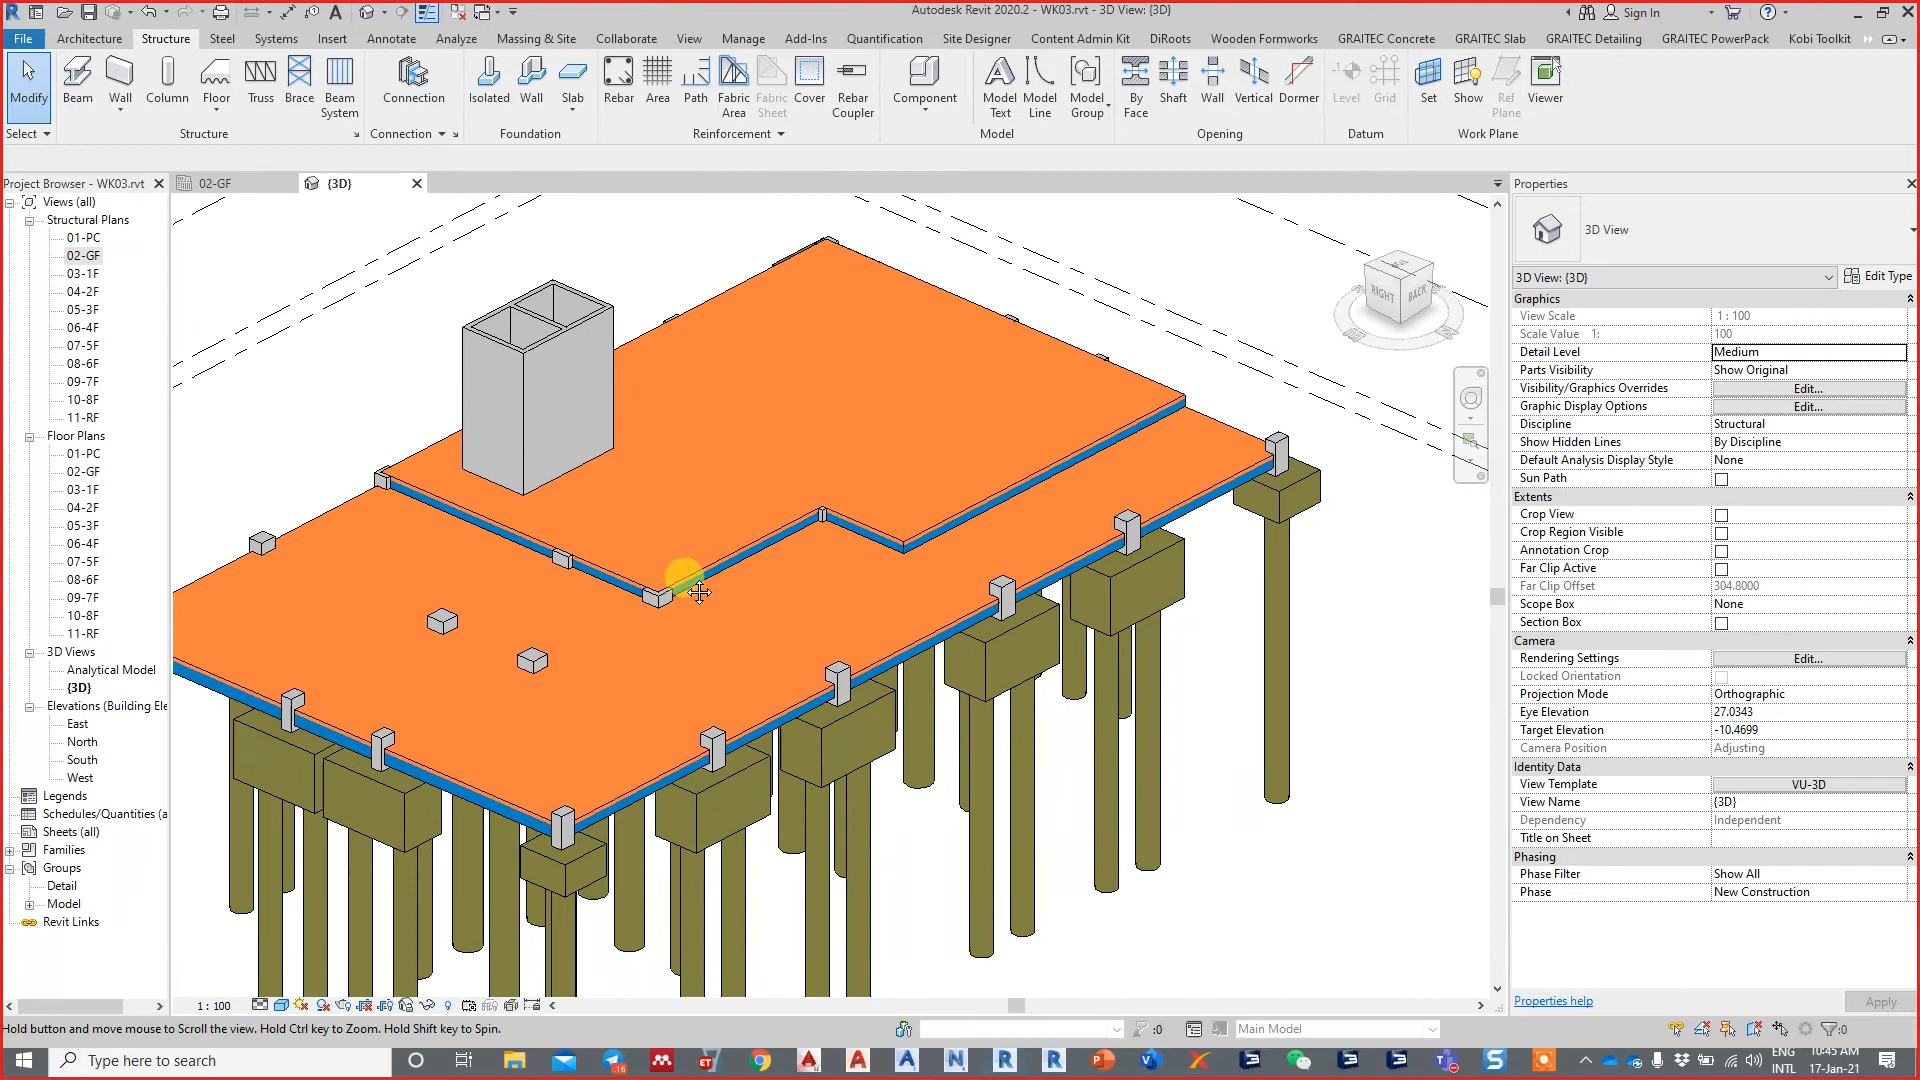 Autodesk Revit 2020.2 - WK03.rvt - 3D View: {3D}
Sign In
File Architecture Structure Steel Systems Insert Annotate Analyze Massing & Site Collaborate View Manage Add-Ins Quantification Site Designer Content Admin Kit DiRoots Wooden Formworks GRAITEC Concrete GRAITEC Slab GRAITEC Detailing GRAITEC PowerPack Kobi Toolkit
Modify Beam Wall Column Floor Truss Brace Beam System Connection Isolated Wall Slab Rebar Area Path Fabric Area Fabric Sheet Cover Rebar Coupler Component Model Text Model Line Model Group By Face Shaft Wall Vertical Dormer Level Grid Set Show Ref Plane Viewer
Select Structure Connection Foundation Reinforcement Model Opening Datum Work Plane
Project Browser - WK03.rvt
02-GF
{3D}
Properties
Views (all)
Structural Plans
01-PC
02-GF
03-1F
04-2F
05-3F
06-4F
07-5F
08-6F
09-7F
10-8F
11-RF
Floor Plans
01-PC
02-GF
03-1F
04-2F
05-3F
06-4F
07-5F
08-6F
09-7F
10-8F
11-RF
3D Views
Analytical Model
{3D}
Elevations (Building Ele
East
North
South
West
Legends
Schedules/Quantities (a
Sheets (all)
Families
Groups
Detail
Model
Revit Links
RIGHT
BACK
3D View
3D View: {3D} Edit Type
Graphics
View Scale 1 : 100
Scale Value 1: 100
Detail Level Medium
Parts Visibility Show Original
Visibility/Graphics Overrides Edit...
Graphic Display Options Edit...
Discipline Structural
Show Hidden Lines By Discipline
Default Analysis Display Style None
Sun Path
Extents
Crop View
Crop Region Visible
Annotation Crop
Far Clip Active
Far Clip Offset 304.8000
Scope Box None
Section Box
Camera
Rendering Settings Edit...
Locked Orientation
Projection Mode Orthographic
Eye Elevation 27.0343
Target Elevation -10.4699
Camera Position Adjusting
Identity Data
View Template VU-3D
View Name {3D}
Dependency Independent
Title on Sheet
Phasing
Phase Filter Show All
Phase New Construction
Properties help Apply
1 : 100
Hold button and move mouse to Scroll the view. Hold Ctrl key to Zoom. Hold Shift key to Spin.
:0
Main Model
:0
Type here to search
16
ENG
INTL
10:45 AM
17-Jan-21